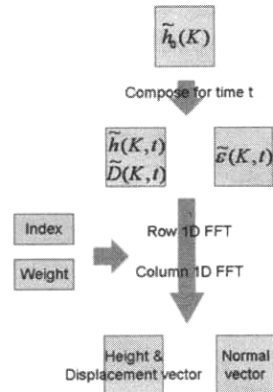 h̃₀(K)
Compose for time t
h̃(K,t)
D̃(K,t)
ε̃(K,t)
Index
Weight
Row 1D FFT
Column 1D FFT
Height &
Displacement vector
Normal
vector